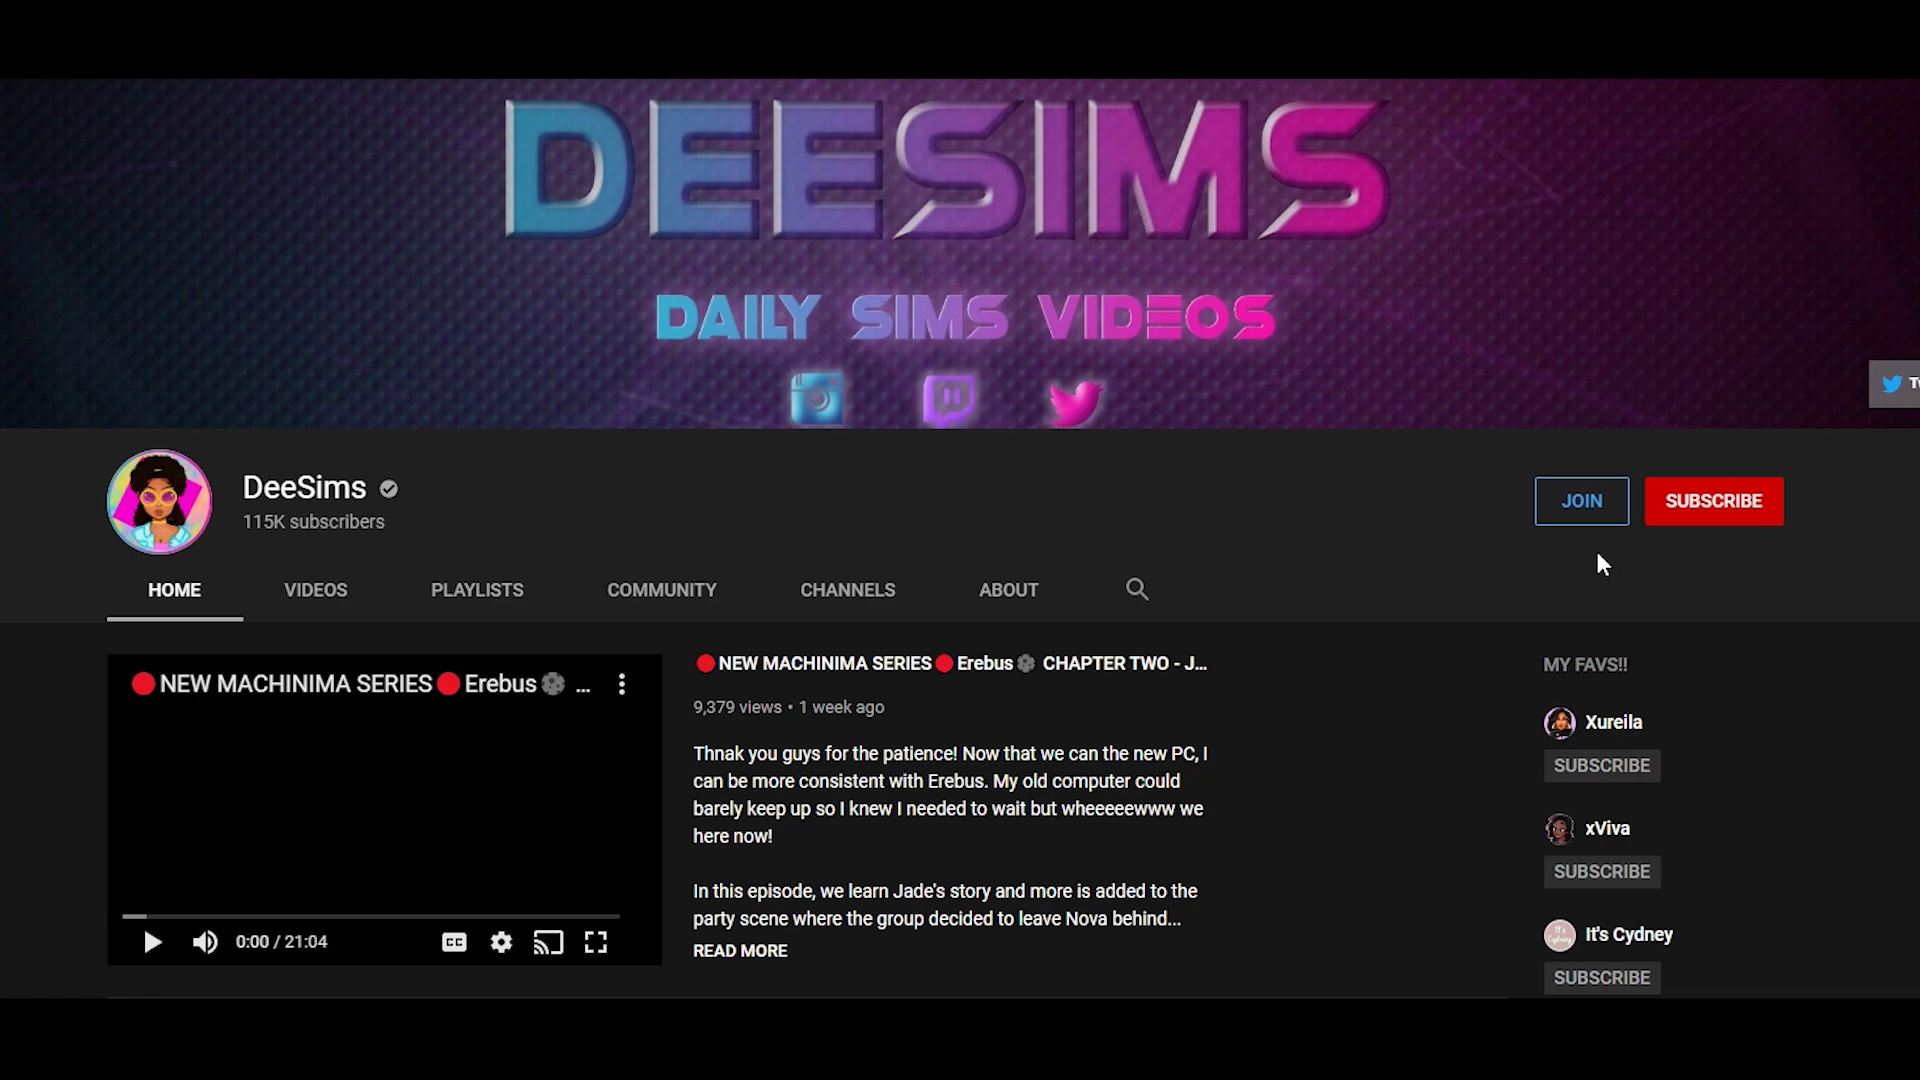 DEESIMS
DAILY SIMS VIDEOS
DeeSims
115K subscribers
JOIN
SUBSCRIBE
HOME
VIDEOS
PLAYLISTS
COMMUNITY
CHANNELS
ABOUT
🔴NEW MACHINIMA SERIES🔴Erebus ...
0:00 / 21:04
CC
🔴NEW MACHINIMA SERIES🔴Erebus CHAPTER TWO - J...
9,379 views • 1 week ago
Thnak you guys for the patience! Now that we can the new PC, I
can be more consistent with Erebus. My old computer could
barely keep up so I knew I needed to wait but wheeeeewww we
here now!
In this episode, we learn Jade's story and more is added to the
party scene where the group decided to leave Nova behind...
READ MORE
MY FAVS!!
Xureila
SUBSCRIBE
xViva
SUBSCRIBE
It's Cydney
SUBSCRIBE